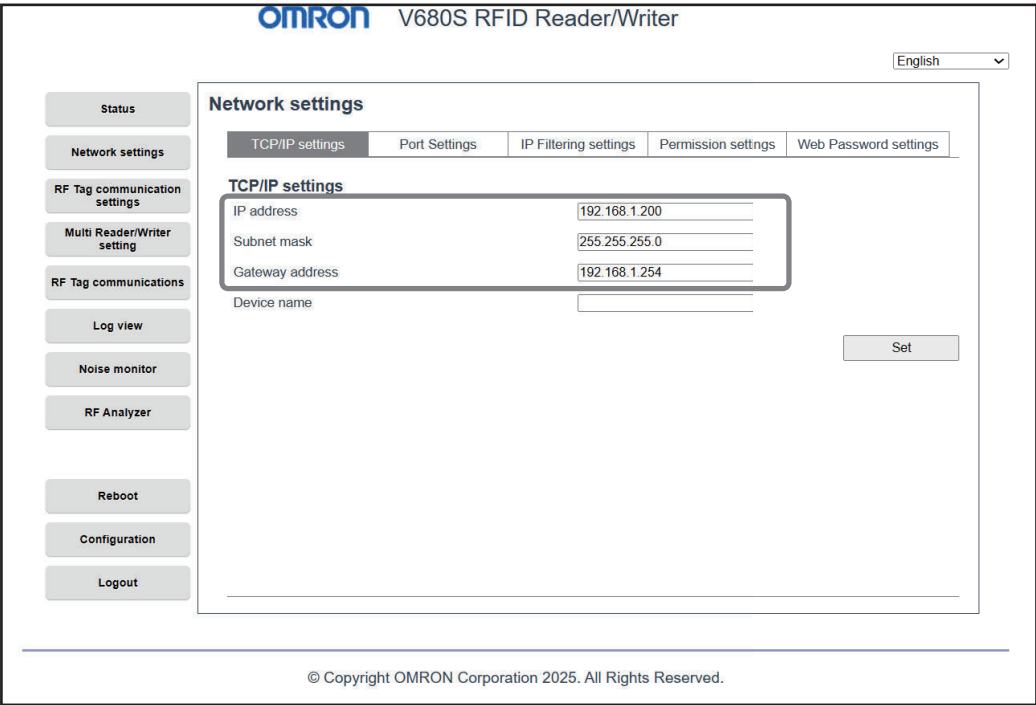 OMRON V680S RFID Reader/Writer
English
Status
Network settings
RF Tag communication
settings
Multi Reader/Writer
setting
RF Tag communications
Log view
Noise monitor
RF Analyzer
Reboot
Configuration
Logout
Network settings
TCP/IP settings Port Settings IP Filtering settings Permission settings Web Password settings
TCP/IP settings
IP address 192.168.1.200
Subnet mask 255.255.255.0
Gateway address 192.168.1.254
Device name
Set
© Copyright OMRON Corporation 2025. All Rights Reserved.